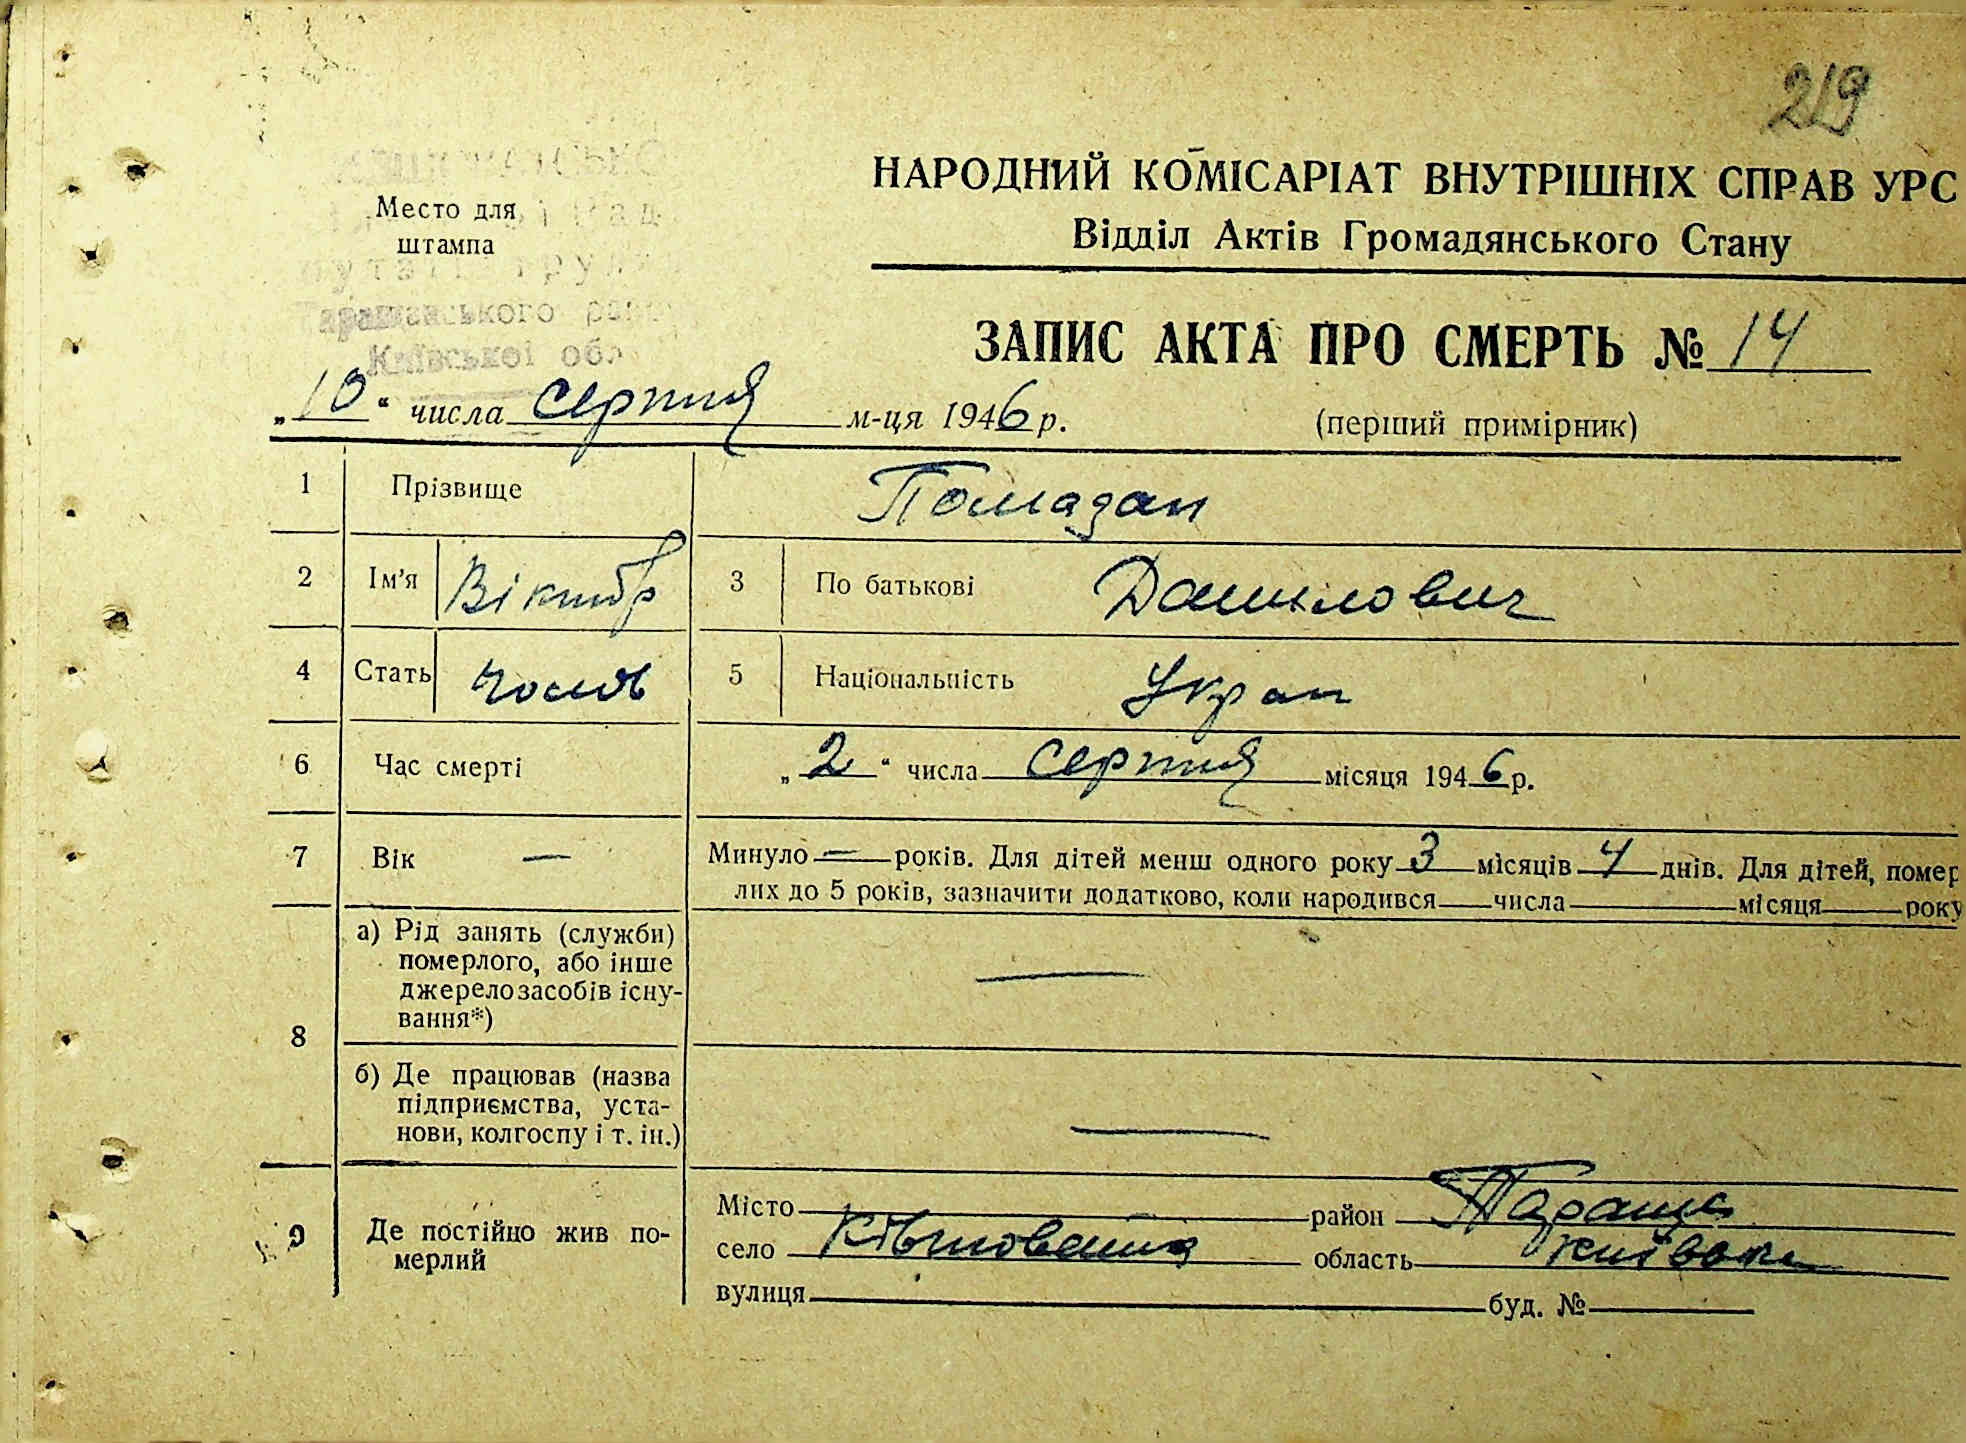 219
НАРОДНИЙ КОМІСАРІАТ ВНУТРІШНІХ СПРАВ УРС
Відділ Актів Громадянського Стану
Место для
штампа
Таращанського
Київської обл
ЗАПИС АКТА ПРО СМЕРТЬ № 14
„10“ числа серпня м-ця 1946 р.
(перший примірник)
1 Прізвище Помазан
2 Ім'я Віктор 3 По батькові Данилович
4 Стать чолов 5 Національність Украп
6 Час смерті „2“ числа серпня місяця 1946 р.
7 Вік — Минуло — років. Для дітей менш одного року 3 місяців 4 днів. Для дітей, помер
лих до 5 років, зазначити додатково, коли народився числа місяця року
8 а) Рід занять (служби)
померлого, або інше
джерело засобів існу-
вання*)
б) Де працював (назва
підприємства, уста-
нови, колгоспу і т. ін.)
9 Де постійно жив по-
мерлий
Місто район Тараща
село Ківшовата область Київськ
вулиця буд. №